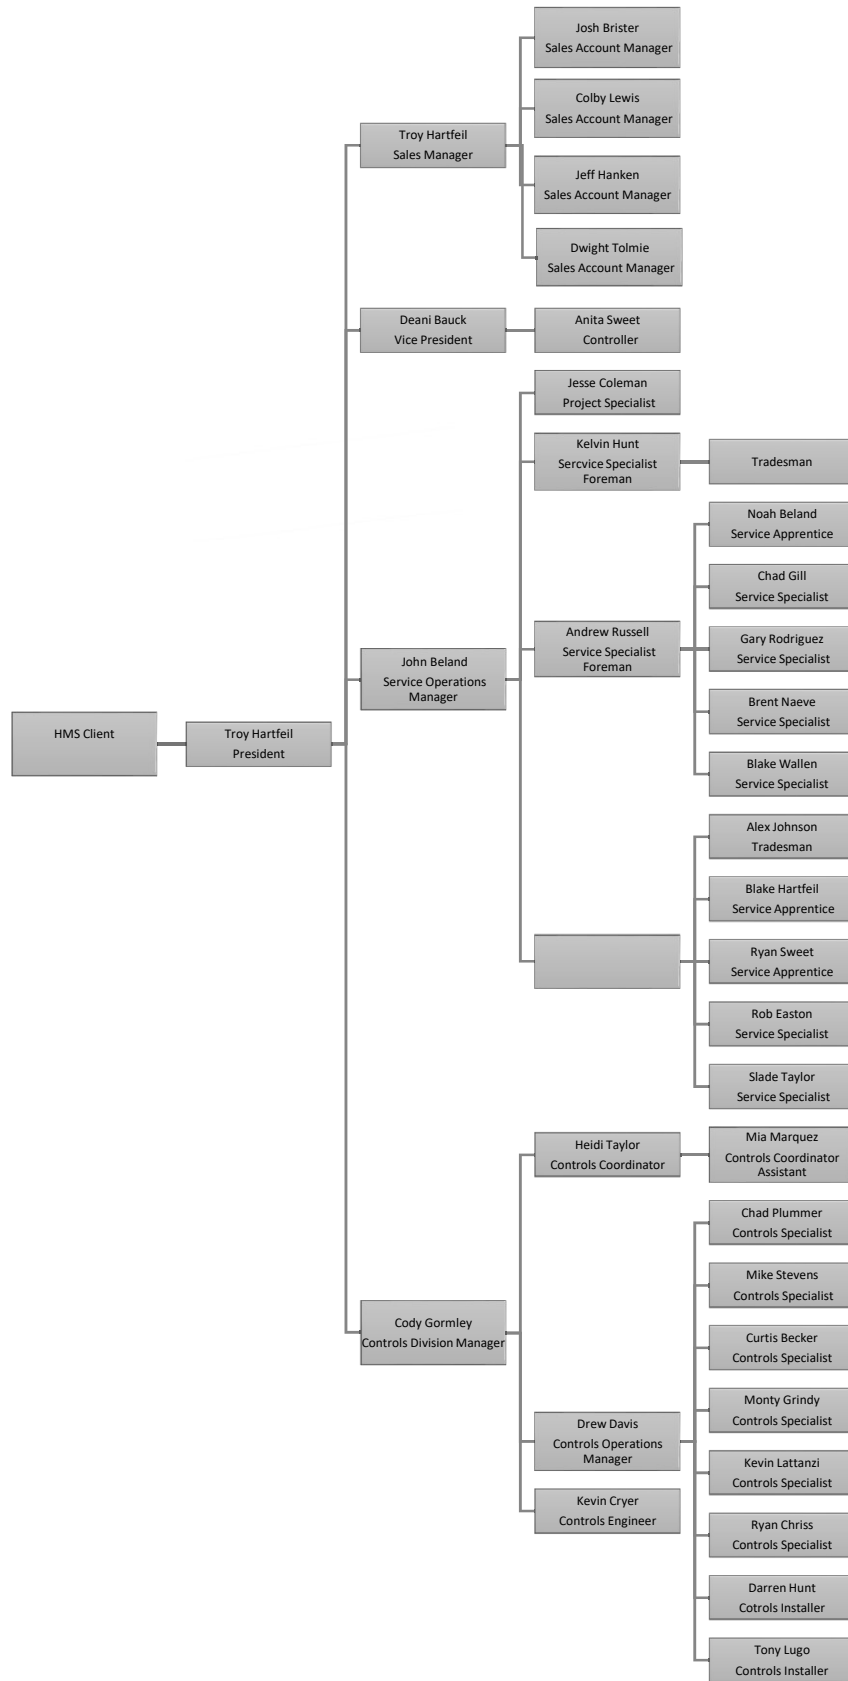 Josh Brister
Sales Account Manager
Colby Lewis
Sales Account Manager
Troy Hartfeil
Sales Manager
Jeff Hanken
Sales Account Manager
Dwight Tolmie
Sales Account Manager
Deani Bauck
Vice President
Anita Sweet
Controller
Jesse Coleman
Project Specialist
Kelvin Hunt
Sercvice Specialist
Foreman
Tradesman
Noah Beland
Service Apprentice
Chad Gill
Service Specialist
Andrew Russell
Service Specialist
Foreman
Gary Rodriguez
Service Specialist
John Beland
Service Operations
Manager
Brent Naeve
Service Specialist
HMS Client
Troy Hartfeil
President
Blake Wallen
Service Specialist
Alex Johnson
Tradesman
Blake Hartfeil
Service Apprentice
Ryan Sweet
Service Apprentice
Rob Easton
Service Specialist
Slade Taylor
Service Specialist
Heidi Taylor
Controls Coordinator
Mia Marquez
Controls Coordinator
Assistant
Chad Plummer
Controls Specialist
Mike Stevens
Controls Specialist
Cody Gormley
Controls Division Manager
Curtis Becker
Controls Specialist
Monty Grindy
Controls Specialist
Drew Davis
Controls Operations
Manager
Kevin Lattanzi
Controls Specialist
Kevin Cryer
Controls Engineer
Ryan Chriss
Controls Specialist
Darren Hunt
Cotrols Installer
Tony Lugo
Controls Installer